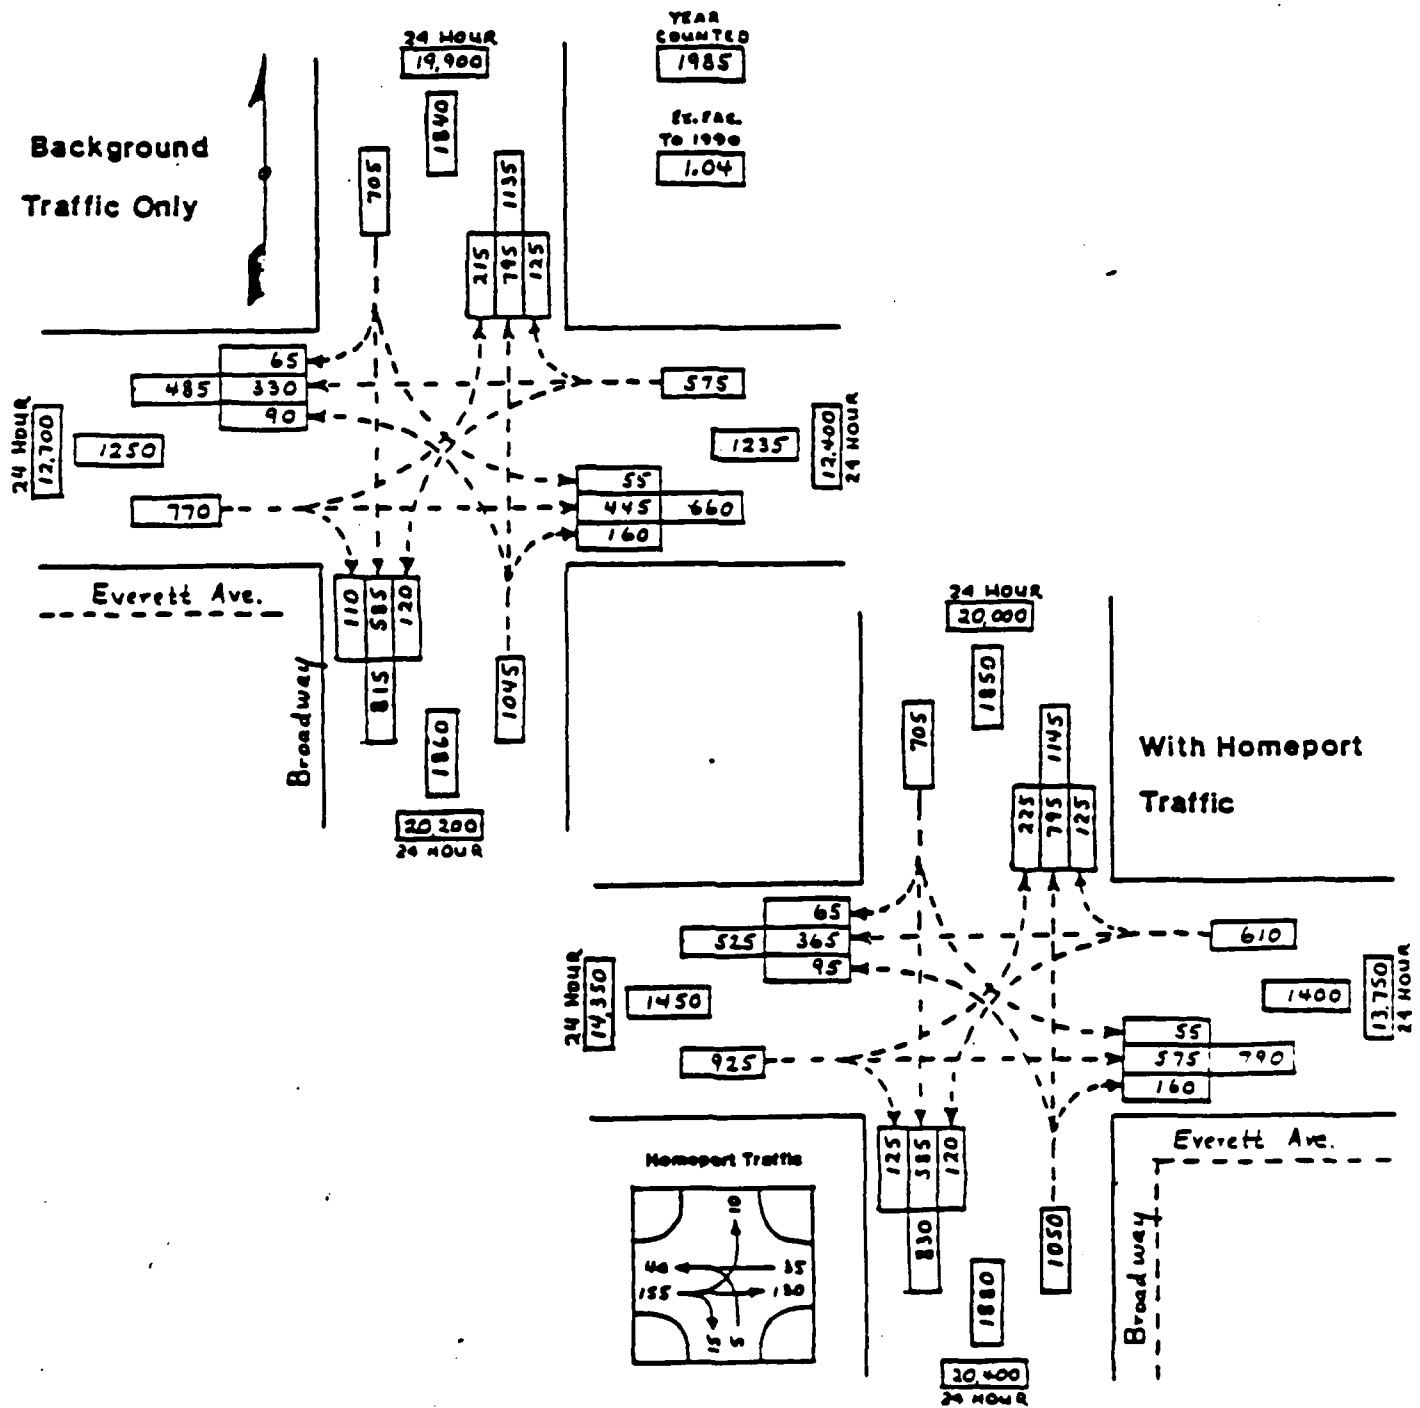 24 HOUR
19,900
YEAR
COUNTED
1985
EX. FAC.
TO 1990
1.04
Background
Traffic Only
1840
705
1135
215 795 125
65
485 330
90
575
24 HOUR
12,700
1250
1235
12,400
24 HOUR
770
55
445 660
160
Everett Ave.
Broadway
110 585 120
815
1045
1860
20,200
24 HOUR
24 HOUR
20,000
1850
705
1145
225 795 125
With Homeport
Traffic
65
525 365
95
610
24 HOUR
14,350
1450
1400
13,750
24 HOUR
925
55
575 790
160
125 585 120
830
1050
1880
20,400
24 HOUR
Everett Ave.
Broadway
Homeport Traffic
10
40 35
155 130
15 5